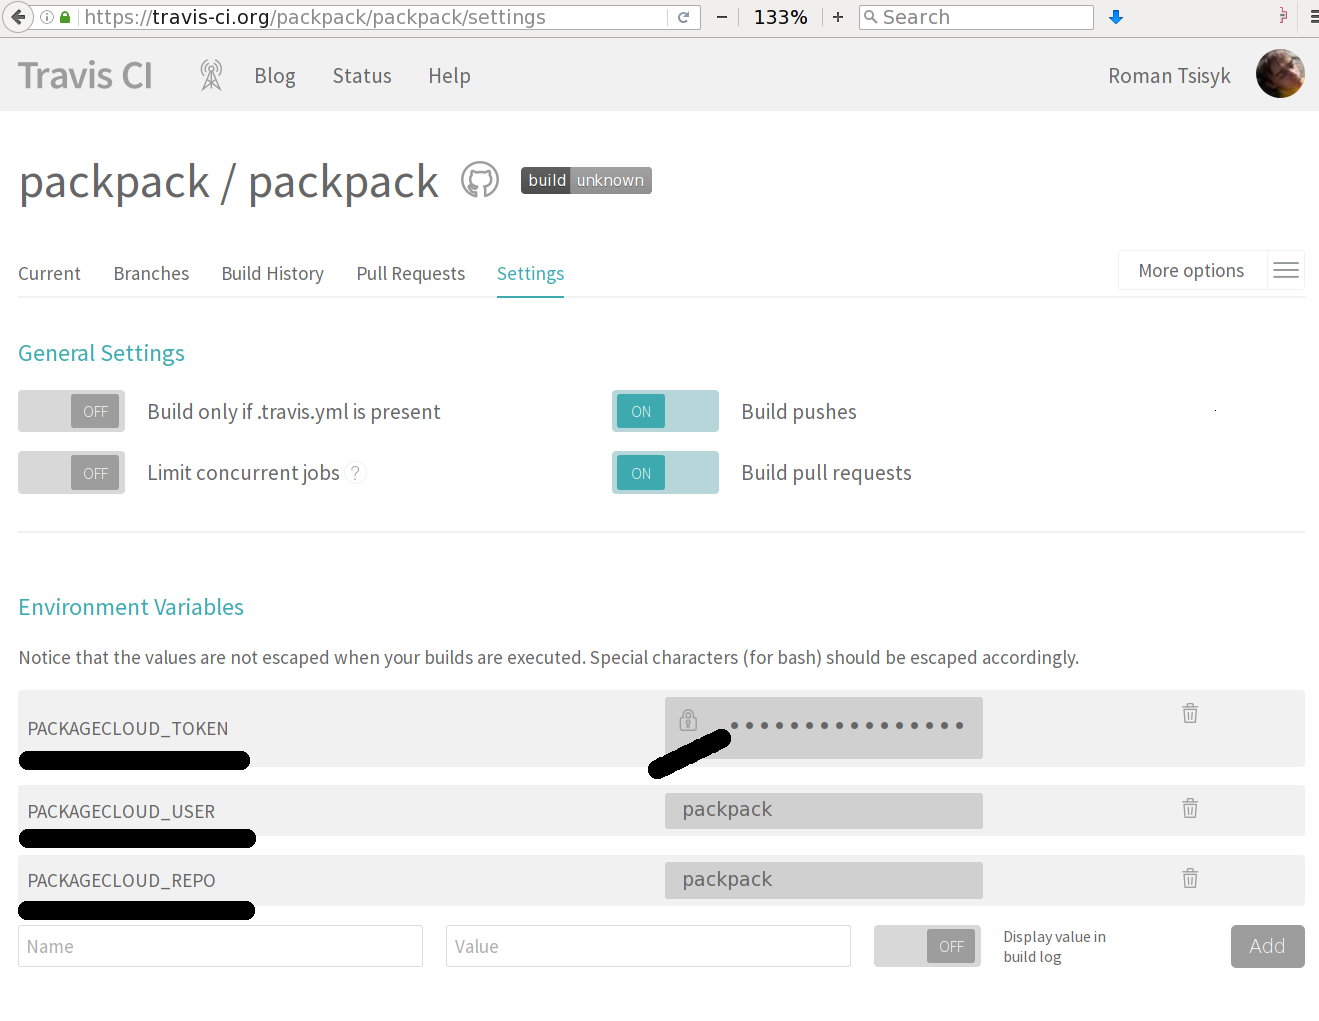 https://travis-ci.org/packpack/packpack/settings 133% Search
Travis CI Blog Status Help Roman Tsisyk
packpack / packpack build unknown
Current Branches Build History Pull Requests Settings More options
General Settings
OFF Build only if .travis.yml is present ON Build pushes
OFF Limit concurrent jobs ? ON Build pull requests
Environment Variables
Notice that the values are not escaped when your builds are executed. Special characters (for bash) should be escaped accordingly.
PACKAGECLOUD_TOKEN ••••••••••••••••
PACKAGECLOUD_USER packpack
PACKAGECLOUD_REPO packpack
Name Value OFF Display value in
build log Add